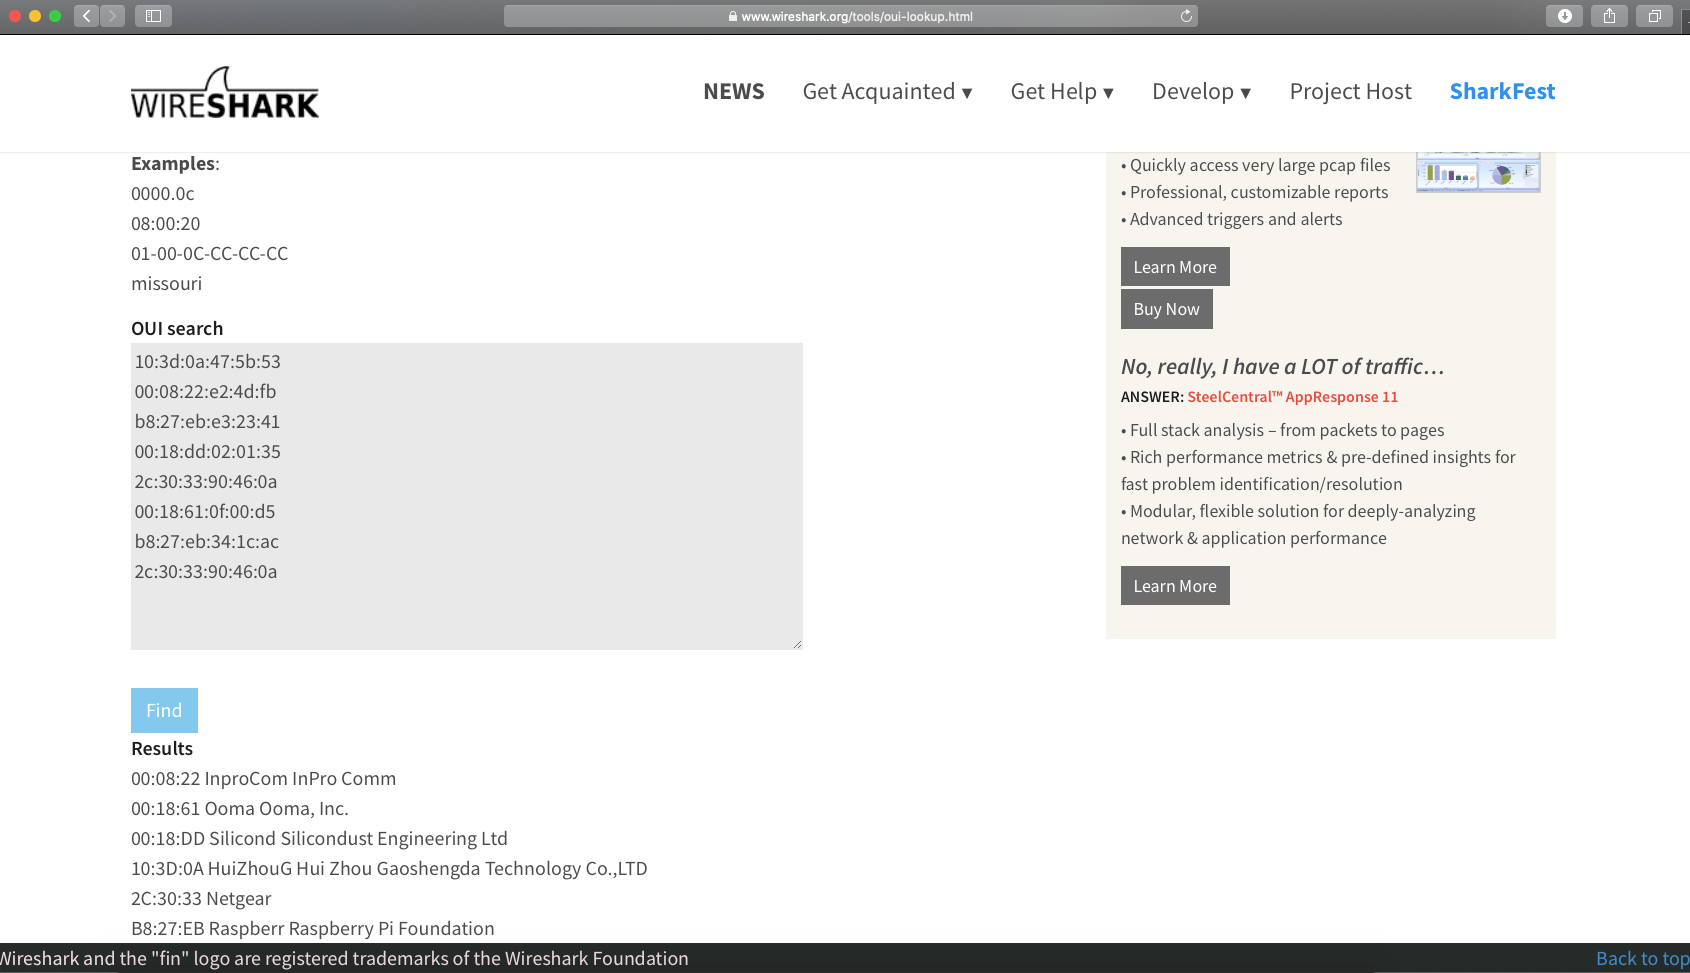 www.wireshark.org/tools/oui-lookup.html
WIRESHARK
NEWS
Get Acquainted ▾
Get Help ▾
Develop ▾
Project Host
SharkFest
Examples:
0000.0c
08:00:20
01-00-0C-CC-CC-CC
missouri
OUI search
10:3d:0a:47:5b:53
00:08:22:e2:4d:fb
b8:27:eb:e3:23:41
00:18:dd:02:01:35
2c:30:33:90:46:0a
00:18:61:0f:00:d5
b8:27:eb:34:1c:ac
2c:30:33:90:46:0a
Find
Results
00:08:22 InproCom InPro Comm
00:18:61 Ooma Ooma, Inc.
00:18:DD Silicond Silicondust Engineering Ltd
10:3D:0A HuiZhouG Hui Zhou Gaoshengda Technology Co.,LTD
2C:30:33 Netgear
B8:27:EB Raspberr Raspberry Pi Foundation
• Quickly access very large pcap files
• Professional, customizable reports
• Advanced triggers and alerts
Learn More
Buy Now
No, really, I have a LOT of traffic...
ANSWER: SteelCentral™ AppResponse 11
• Full stack analysis – from packets to pages
• Rich performance metrics & pre-defined insights for
fast problem identification/resolution
• Modular, flexible solution for deeply-analyzing
network & application performance
Learn More
Wireshark and the "fin" logo are registered trademarks of the Wireshark Foundation
Back to top